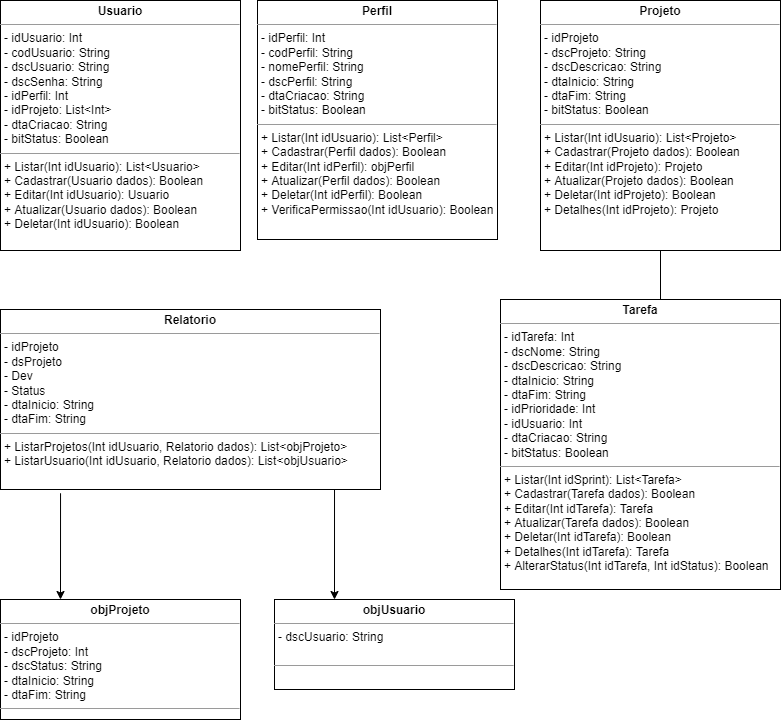 Usuario
- idUsuario: Int
- codUsuario: String
- dscUsuario: String
- dscSenha: String
- idPerfil: Int
- idProjeto: List<Int>
- dtaCriacao: String
- bitStatus: Boolean
+ Listar(Int idUsuario): List<Usuario>
+ Cadastrar(Usuario dados): Boolean
+ Editar(Int idUsuario): Usuario
+ Atualizar(Usuario dados): Boolean
+ Deletar(Int idUsuario): Boolean
Perfil
- idPerfil: Int
- codPerfil: String
- nomePerfil: String
- dscPerfil: String
- dtaCriacao: String
- bitStatus: Boolean
+ Listar(Int idUsuario): List<Perfil>
+ Cadastrar(Perfil dados): Boolean
+ Editar(Int idPerfil): objPerfil
+ Atualizar(Perfil dados): Boolean
+ Deletar(Int idPerfil): Boolean
+ VerificaPermissao(Int idUsuario): Boolean
Projeto
- idProjeto
- dscProjeto: String
- dscDescricao: String
- dtaInicio: String
- dtaFim: String
- bitStatus: Boolean
+ Listar(Int idUsuario): List<Projeto>
+ Cadastrar(Projeto dados): Boolean
+ Editar(Int idProjeto): Projeto
+ Atualizar(Projeto dados): Boolean
+ Deletar(Int idProjeto): Boolean
+ Detalhes(Int idProjeto): Projeto
Relatorio
- idProjeto
- dsProjeto
- Dev
- Status
- dtaInicio: String
- dtaFim: String
+ ListarProjetos(Int idUsuario, Relatorio dados): List<objProjeto>
+ ListarUsuario(Int idUsuario, Relatorio dados): List<objUsuario>
Tarefa
- idTarefa: Int
- dscNome: String
- dscDescricao: String
- dtaInicio: String
- dtaFim: String
- idPrioridade: Int
- idUsuario: Int
- dtaCriacao: String
- bitStatus: Boolean
+ Listar(Int idSprint): List<Tarefa>
+ Cadastrar(Tarefa dados): Boolean
+ Editar(Int idTarefa): Tarefa
+ Atualizar(Tarefa dados): Boolean
+ Deletar(Int idTarefa): Boolean
+ Detalhes(Int idTarefa): Tarefa
+ AlterarStatus(Int idTarefa, Int idStatus): Boolean
objProjeto
- idProjeto
- dscProjeto: Int
- dscStatus: String
- dtaInicio: String
- dtaFim: String
objUsuario
- dscUsuario: String